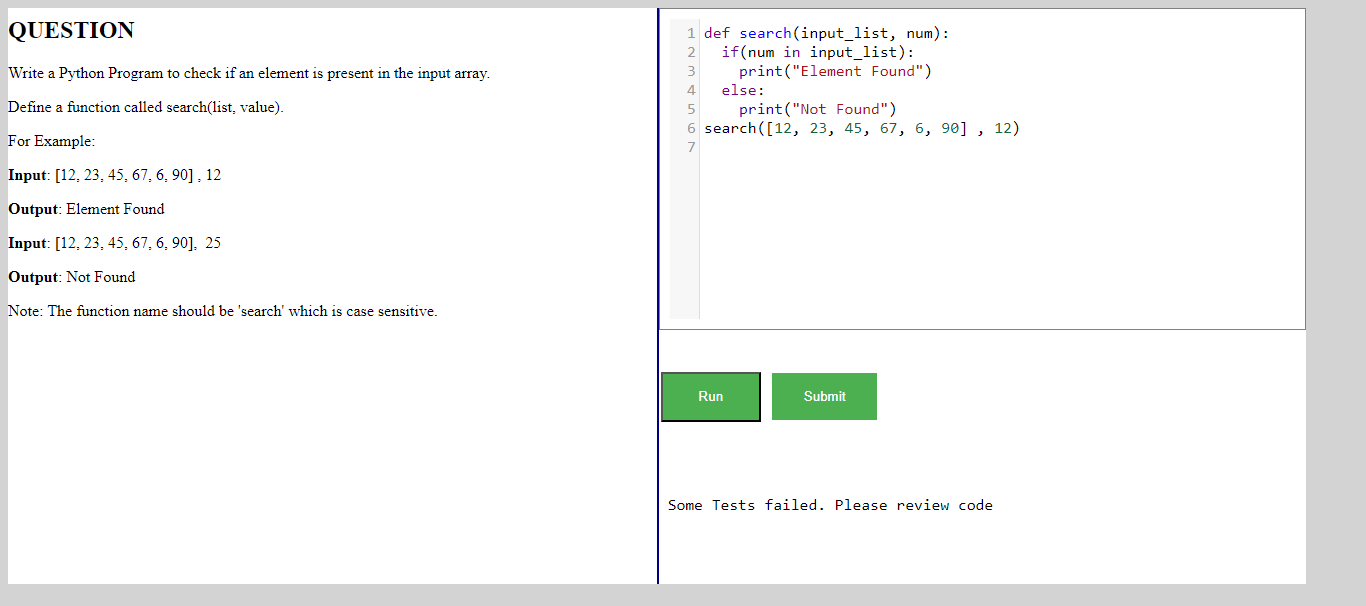 QUESTION
Write a Python Program to check if an element is present in the input array.
Define a function called search(list, value).
For Example:
Input: [12, 23, 45, 67, 6, 90] , 12
Output: Element Found
Input: [12, 23, 45, 67, 6, 90],  25
Output: Not Found
Note: The function name should be 'search' which is case sensitive.
1 def search(input_list, num):
2   if(num in input_list):
3     print("Element Found")
4   else:
5     print("Not Found")
6 search([12, 23, 45, 67, 6, 90] , 12)
7
Run Submit
Some Tests failed. Please review code